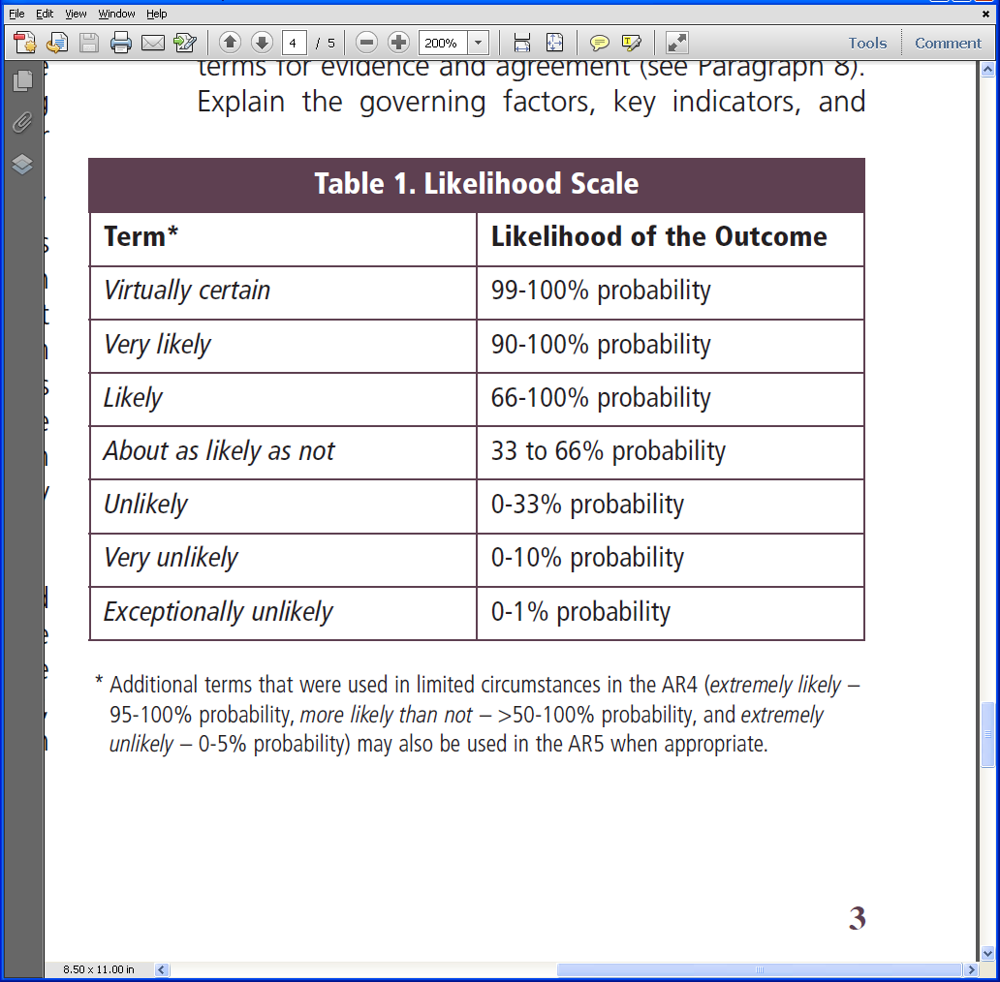 File Edit View Window Help
4 / 5 200% Tools Comment
terms for evidence and agreement (see Paragraph 8).
Explain the governing factors, key indicators, and
Table 1. Likelihood Scale
Term* Likelihood of the Outcome
Virtually certain 99-100% probability
Very likely 90-100% probability
Likely 66-100% probability
About as likely as not 33 to 66% probability
Unlikely 0-33% probability
Very unlikely 0-10% probability
Exceptionally unlikely 0-1% probability
* Additional terms that were used in limited circumstances in the AR4 (extremely likely –
95-100% probability, more likely than not – >50-100% probability, and extremely
unlikely – 0-5% probability) may also be used in the AR5 when appropriate.
3
8.50 x 11.00 in